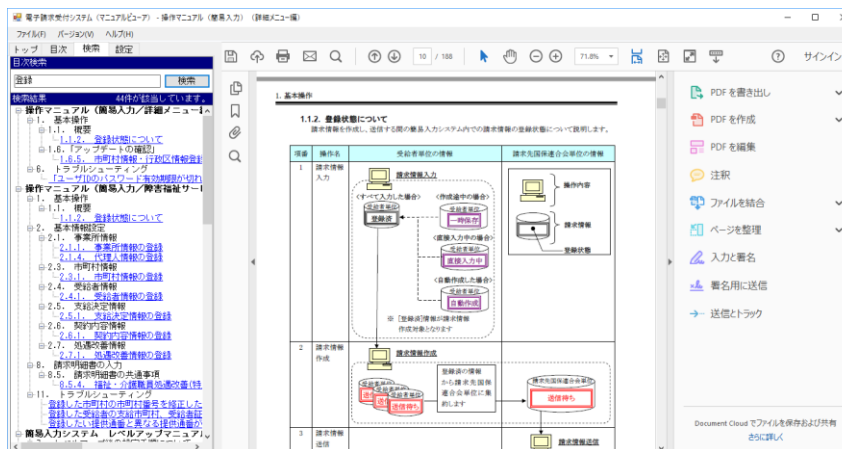 電子請求受付システム（マニュアルビューア） - 操作マニュアル（簡易入力）（詳細メニュー編）
ファイル(F) バージョン(V) ヘルプ(H)
トップ 目次 検索 設定
目次検索
登録 検索
検索結果 44件が該当しています。
操作マニュアル（簡易入力／詳細メニュー
1. 基本操作
1.1. 概要
1.1.2. 登録状態について
1.6.「アップデートの確認」
1.6.5. 市町村情報・行政区情報登録
6. トラブルシューティング
「ユーザIDのパスワード有効期限が切れ
操作マニュアル（簡易入力／障害福祉サー
1. 基本操作
1.1. 概要
1.1.2. 登録状態について
2. 基本情報設定
2.1. 事業所情報
2.1.1. 事業所情報の登録
2.1.4. 代理人情報の登録
2.3. 市町村情報
2.3.1. 市町村情報の登録
2.4. 受給者情報
2.4.1. 受給者情報の登録
2.5. 支給決定情報
2.5.1. 支給決定情報の登録
2.6. 契約内容情報
2.6.1. 契約内容情報の登録
2.7. 処遇改善情報
2.7.1. 処遇改善情報の登録
8. 請求明細書の入力
8.5. 請求明細書の共通事項
8.5.4. 福祉・介護職員処遇改善(特
11. トラブルシューティング
登録した市町村の市町村番号を修正した
登録した受給者の支給市町村、受給者証
登録したい提供通番と異なる提供通番が
簡易入力システム レベルアップマニュアル
10 / 188
71.8%
サインイン
1. 基本操作
1.1.2. 登録状態について
請求情報を作成し、送信する間の簡易入力システム内での請求情報の登録状態について説明します。
項番 操作名 受給者単位の情報 請求先国保連合会単位の情報
1 請求情報入力
請求情報入力
<すべて入力した場合> <作成途中の場合>
受給者単位 登録済
受給者単位 一時保存
<直接入力中の場合>
受給者単位 直接入力中
<自動作成した場合>
受給者単位 自動作成
※ [登録済]情報が請求情報
作成対象となります
操作内容
請求情報
登録状態
2 請求情報作成
請求情報作成
受給者単位 受給者単位 受給者単位
送信待ち
登録済の情報
から請求先国保
連合会単位に集
約します
請求先国保連合会単位
送信待ち
3 請求情報送信
請求情報送信
PDF を書き出し
PDF を作成
PDF を編集
注釈
ファイルを結合
ページを整理
入力と署名
署名用に送信
送信とトラック
Document Cloud でファイルを保存および共有
さらに詳しく